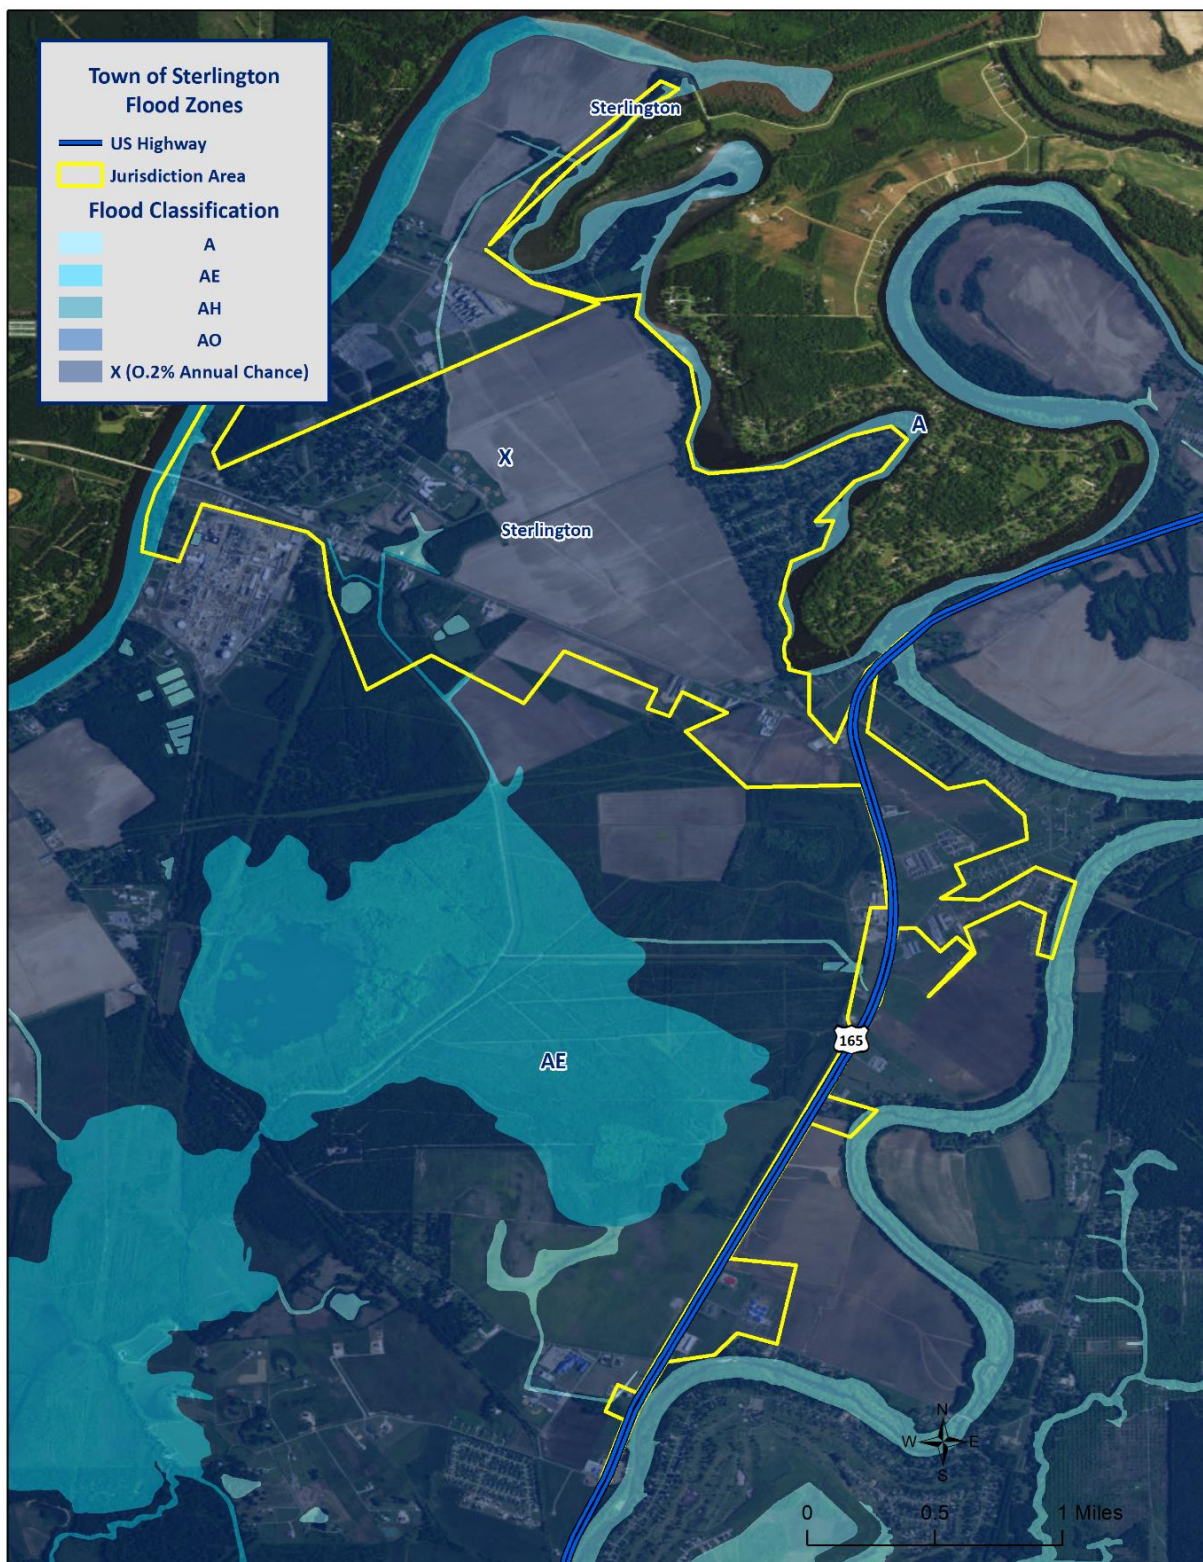 Town of Sterlington
Flood Zones
US Highway
Jurisdiction Area
Flood Classification
A
AE
AH
AO
X (O.2% Annual Chance)
Sterlington
A
X
Sterlington
165
AE
N
W E
S
0 0.5 1 Miles